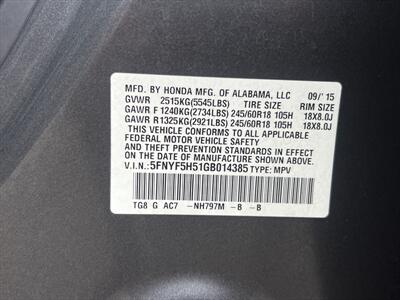 MFD. BY HONDA MFG. OF ALABAMA, LLC 09/'15
GVWR 2515KG(5545LBS) TIRE SIZE RIM SIZE
GAWR F 1240KG(2734LBS) 245/60R18 105H 18X8.0J
GAWR R 1325KG(2921LBS) 245/60R18 105H 18X8.0J
THIS VEHICLE CONFORMS TO ALL APPLICABLE
FEDERAL MOTOR VEHICLE SAFETY
AND THEFT PREVENTION STANDARDS IN EFFECT
ON THE DATE OF MANUFACTURE SHOWN ABOVE.
V.I.N.: 5FNYF5H51GB014385 TYPE: MPV
TG8 G AC7 -NH797M -B -B